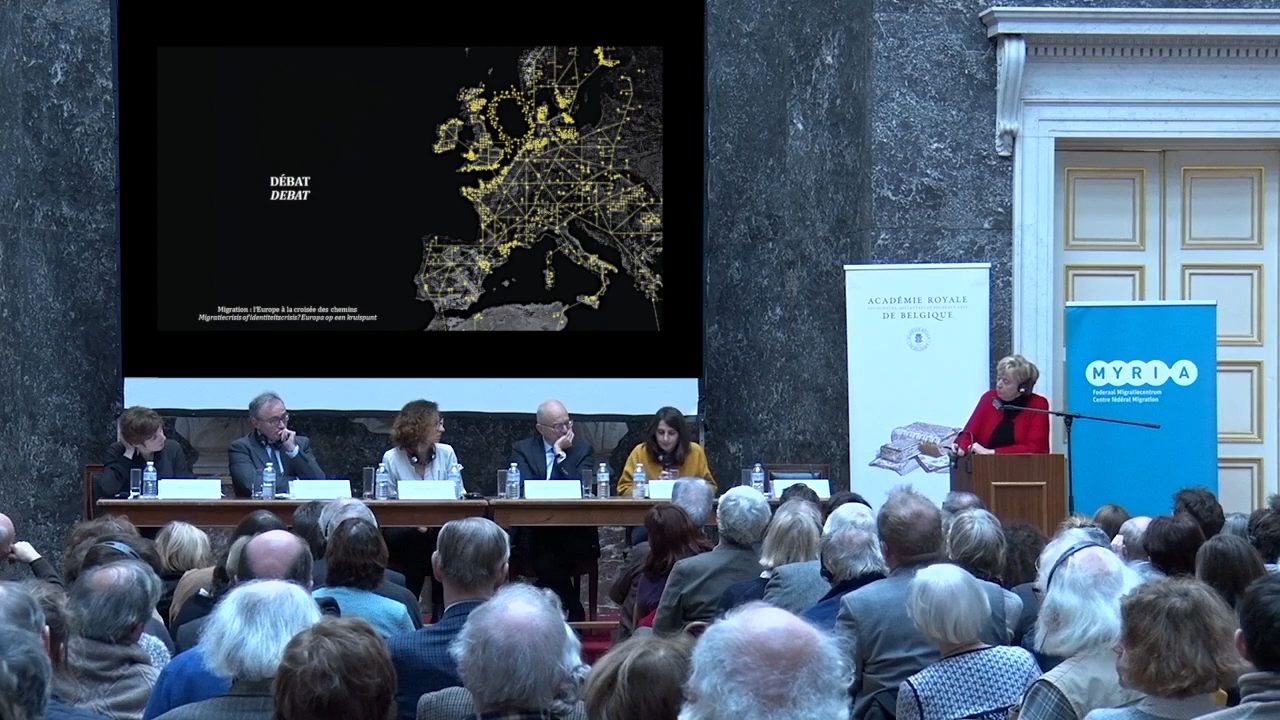 DÉBAT
DEBAT
Migration : l'Europe à la croisée des chemins
Migratiecrisis of identiteitscrisis? Europa op een kruispunt
ACADÉMIE ROYALE
DE BELGIQUE
MYRIA
Federaal Migratiecentrum
Centre fédéral Migration